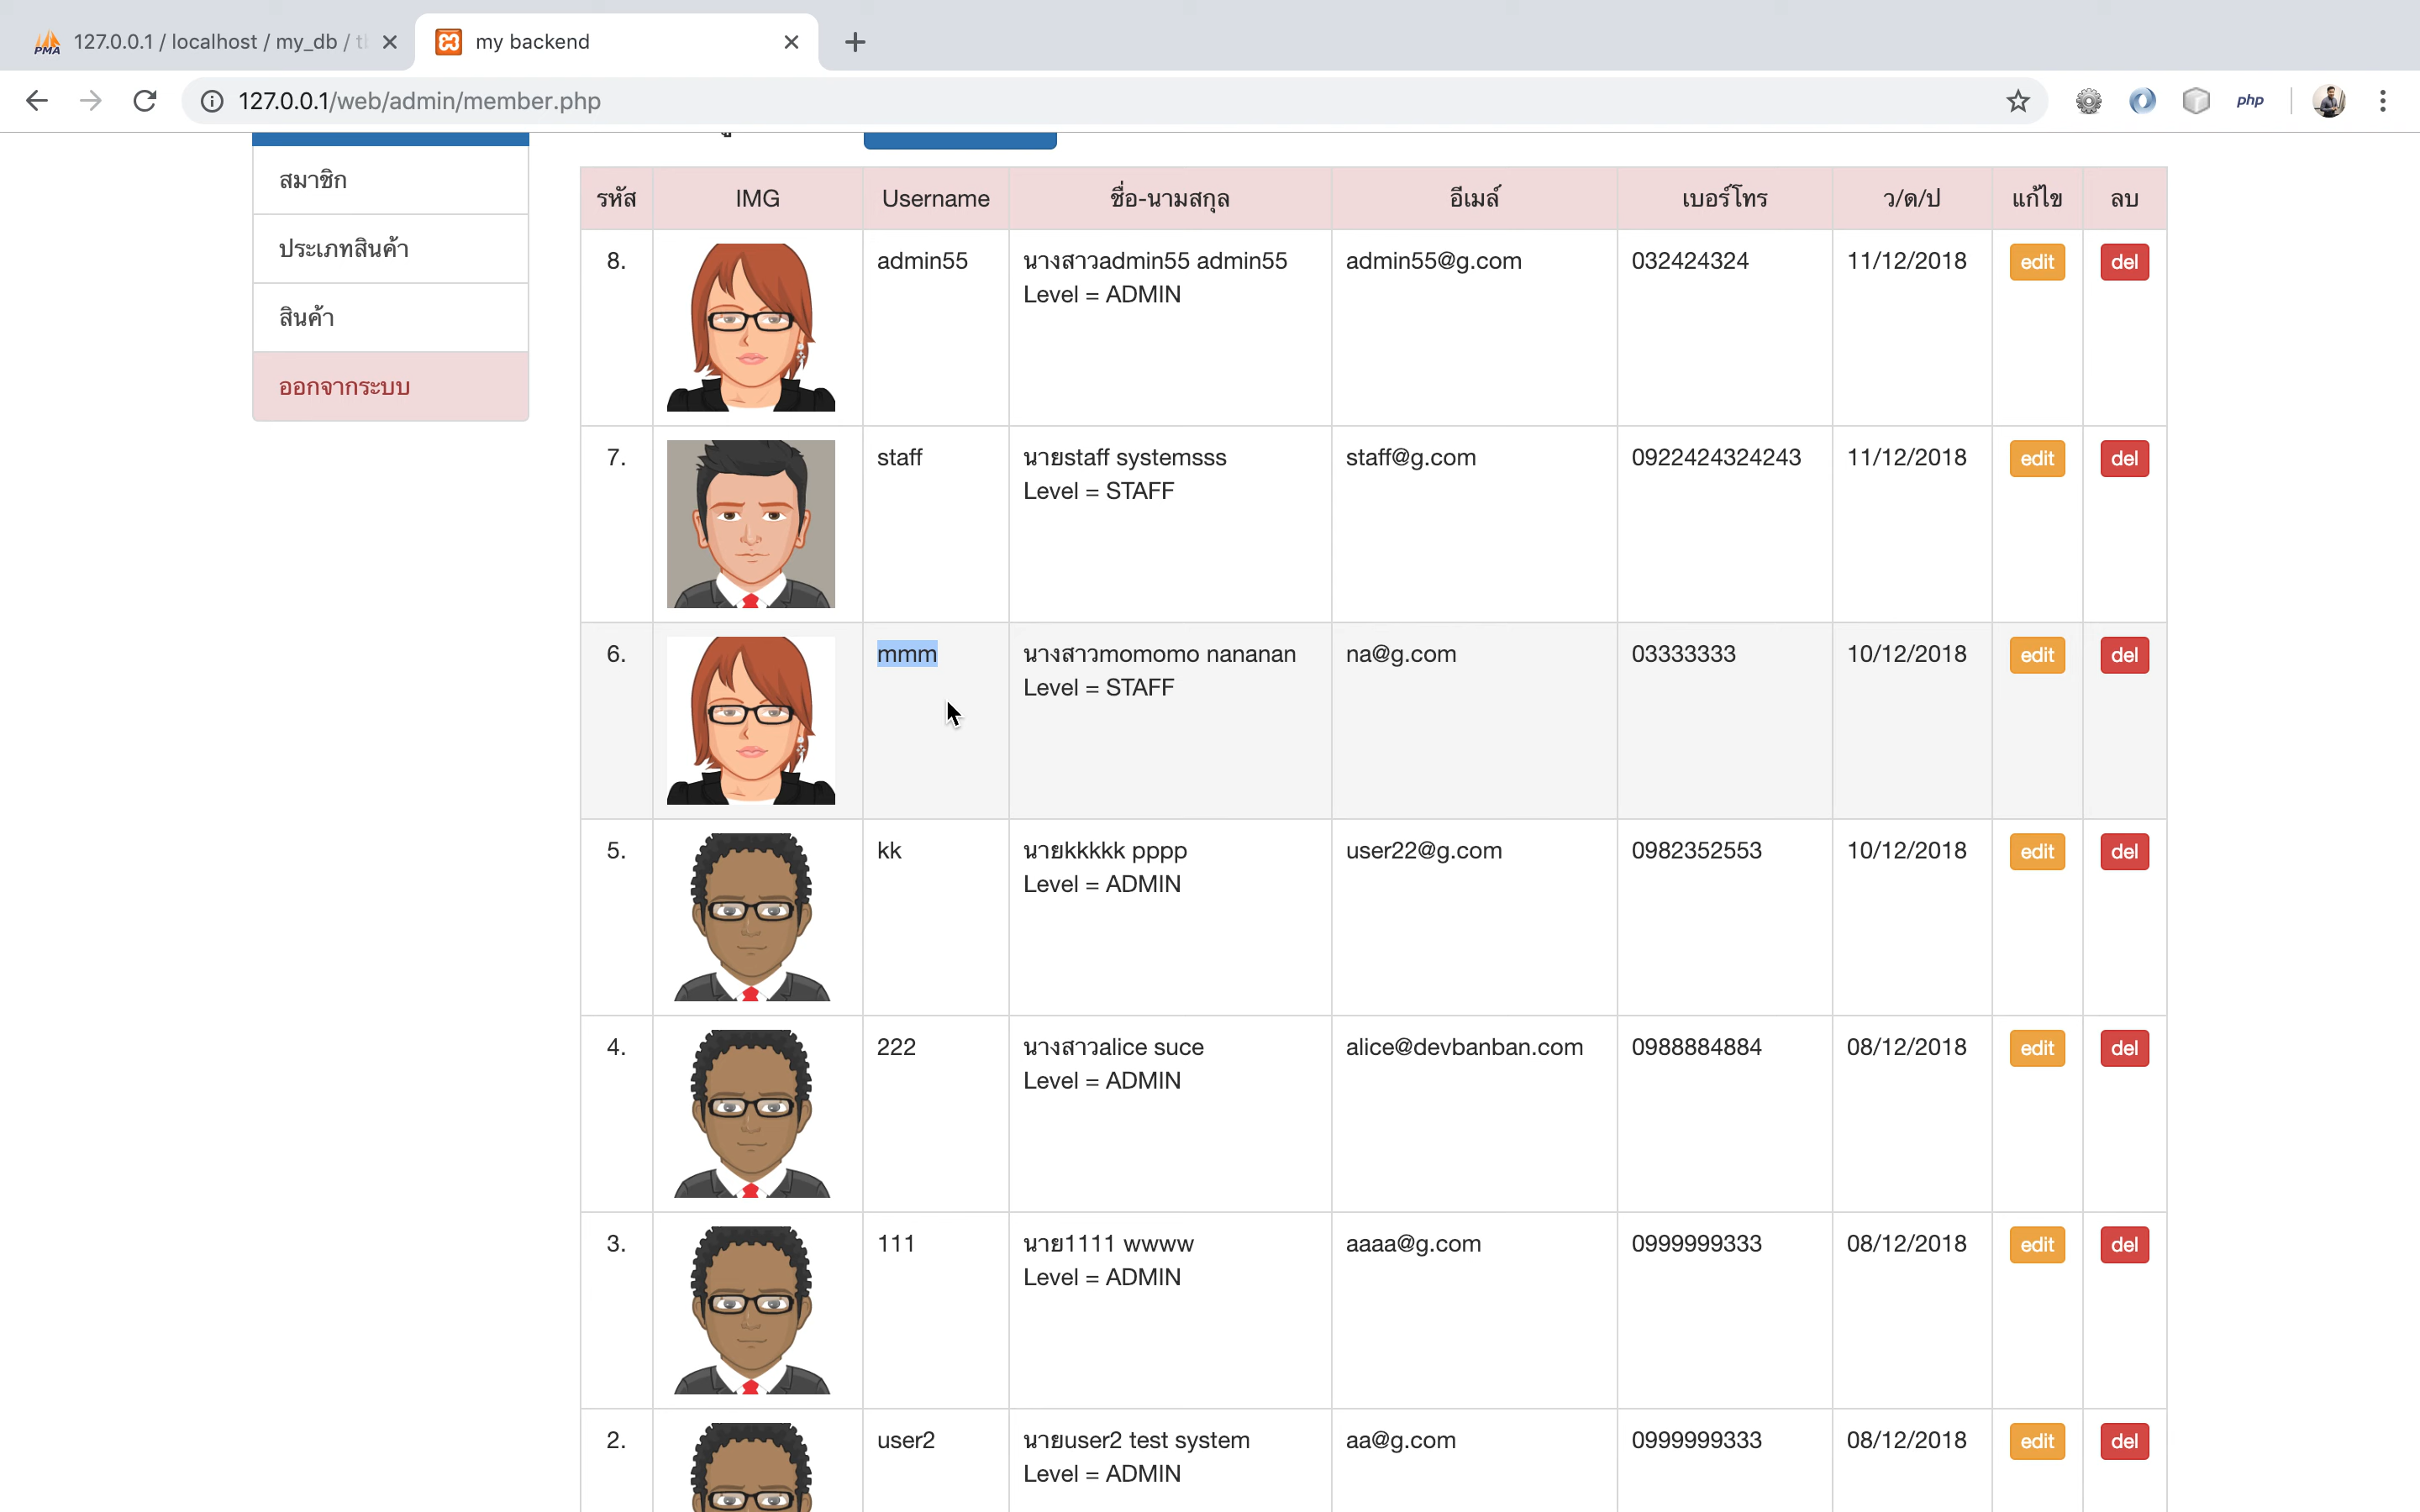 127.0.0.1 / localhost / my_db /
my backend
127.0.0.1/web/admin/member.php
php
สมาชิก
ประเภทสินค้า
สินค้า
ออกจากระบบ
รหัส IMG Username ชื่อ-นามสกุล อีเมล์ เบอร์โทร ว/ด/ป แก้ไข ลบ
8. admin55 นางสาวadmin55 admin55 admin55@g.com 032424324 11/12/2018 edit del
Level = ADMIN
7. staff นายstaff systemsss staff@g.com 0922424324243 11/12/2018 edit del
Level = STAFF
6. mmm นางสาวmomomo nananan na@g.com 03333333 10/12/2018 edit del
Level = STAFF
5. kk นายkkkkk pppp user22@g.com 0982352553 10/12/2018 edit del
Level = ADMIN
4. 222 นางสาวalice suce alice@devbanban.com 0988884884 08/12/2018 edit del
Level = ADMIN
3. 111 นาย1111 wwww aaaa@g.com 0999999333 08/12/2018 edit del
Level = ADMIN
2. user2 นายuser2 test system aa@g.com 0999999333 08/12/2018 edit del
Level = ADMIN